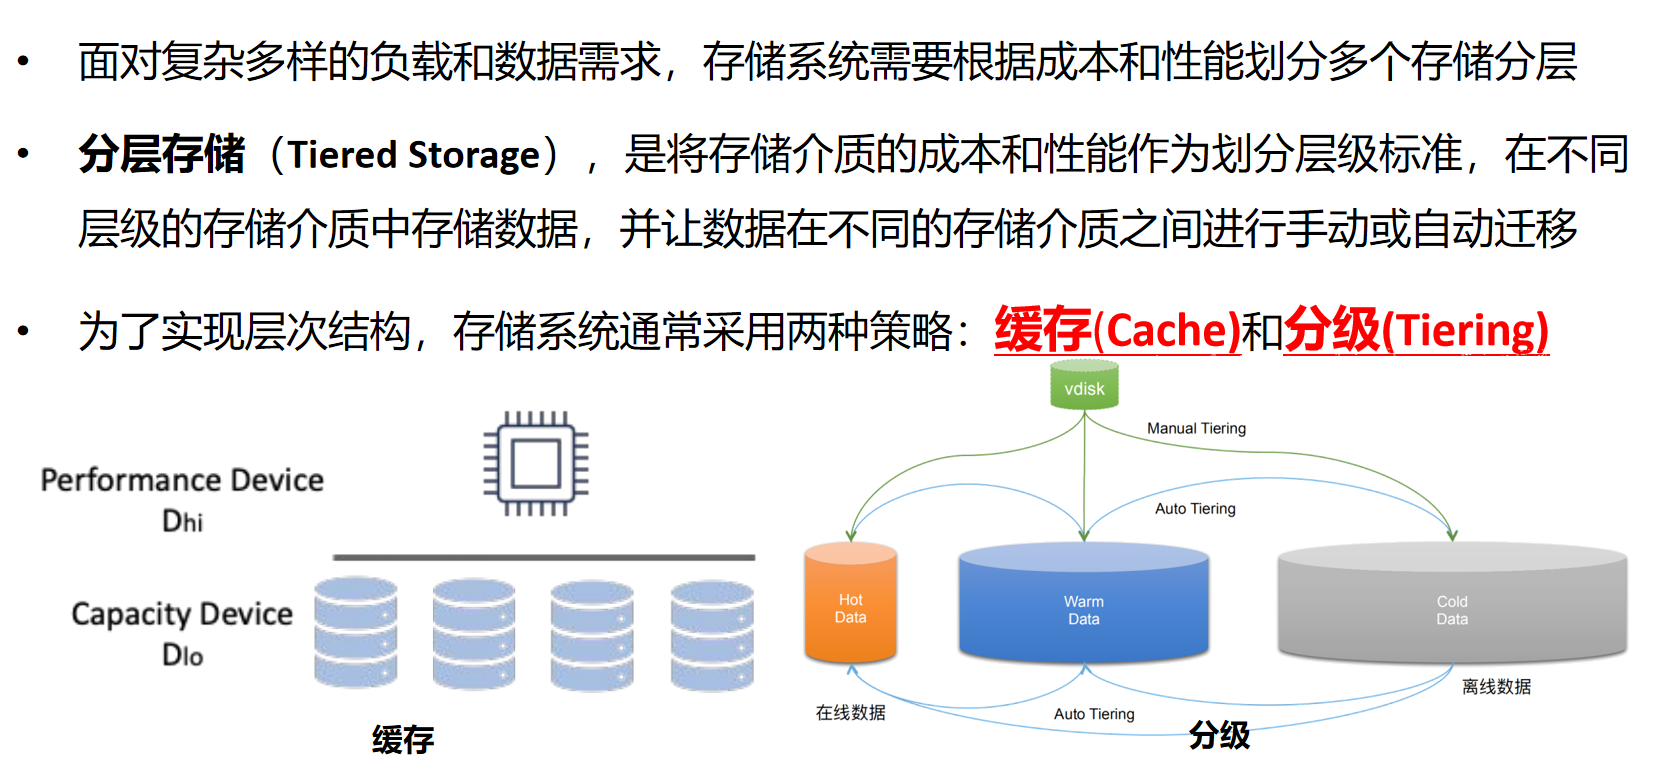 • 面对复杂多样的负载和数据需求，存储系统需要根据成本和性能划分多个存储分层
• 分层存储（Tiered Storage），是将存储介质的成本和性能作为划分层级标准，在不同
层级的存储介质中存储数据，并让数据在不同的存储介质之间进行手动或自动迁移
• 为了实现层次结构，存储系统通常采用两种策略：缓存(Cache)和分级(Tiering)
Performance Device
Dhi
Capacity Device
Dlo
缓存
vdisk
Manual Tiering
Auto Tiering
Hot
Data
Warm
Data
Cold
Data
在线数据
Auto Tiering
离线数据
分级